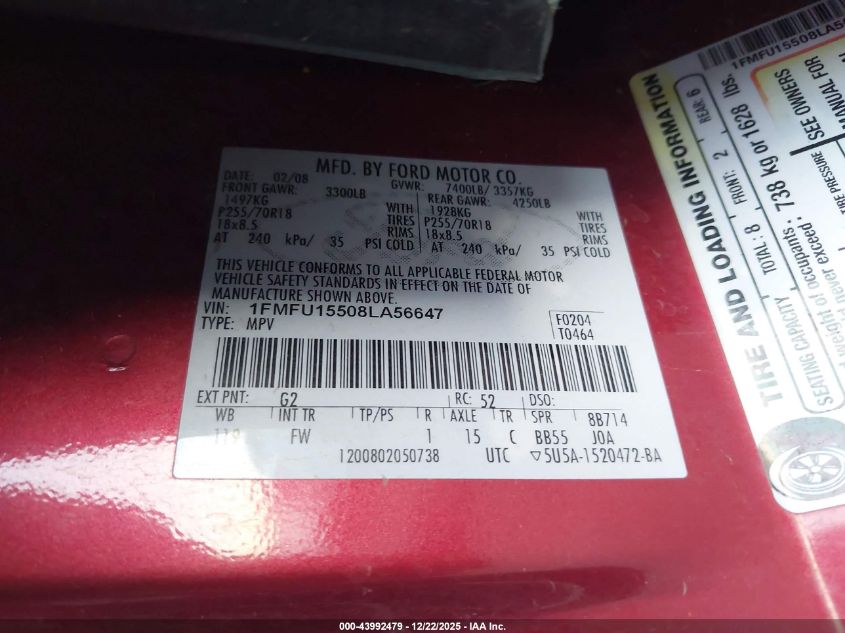 MFD. BY FORD MOTOR CO.
DATE: 02/08 GVWR: 7400LB/ 3357KG
FRONT GAWR: 3300LB REAR GAWR: 4250LB
1497KG 1928KG
P255/70R18 TIRES P255/70R18 TIRES
18x8.5 RIMS 18x8.5 RIMS
AT 240 kPa/ 35 PSI COLD AT 240 kPa/ 35 PSI COLD
THIS VEHICLE CONFORMS TO ALL APPLICABLE FEDERAL MOTOR
VEHICLE SAFETY STANDARDS IN EFFECT ON THE DATE OF
MANUFACTURE SHOWN ABOVE.
VIN: 1FMFU15508LA56647
TYPE: MPV
F0204
T0464
EXT PNT: G2 RC: 52 DSO:
WB INT TR TP/PS R AXLE TR SPR 8B714
119 FW 1 15 C BB55 J0A
1200802050738 UTC ▽5U5A-1520472-BA
TIRE AND LOADING INFORMATION
SEATING CAPACITY TOTAL: 8 FRONT: 2 REAR: 6
weight of occupants
never exceed: 738 kg or 1628 lbs.
TIRE PRESSURE
SEE OWNERS
MANUAL FOR
000-43992479 - 12/22/2025 - IAA, Inc.